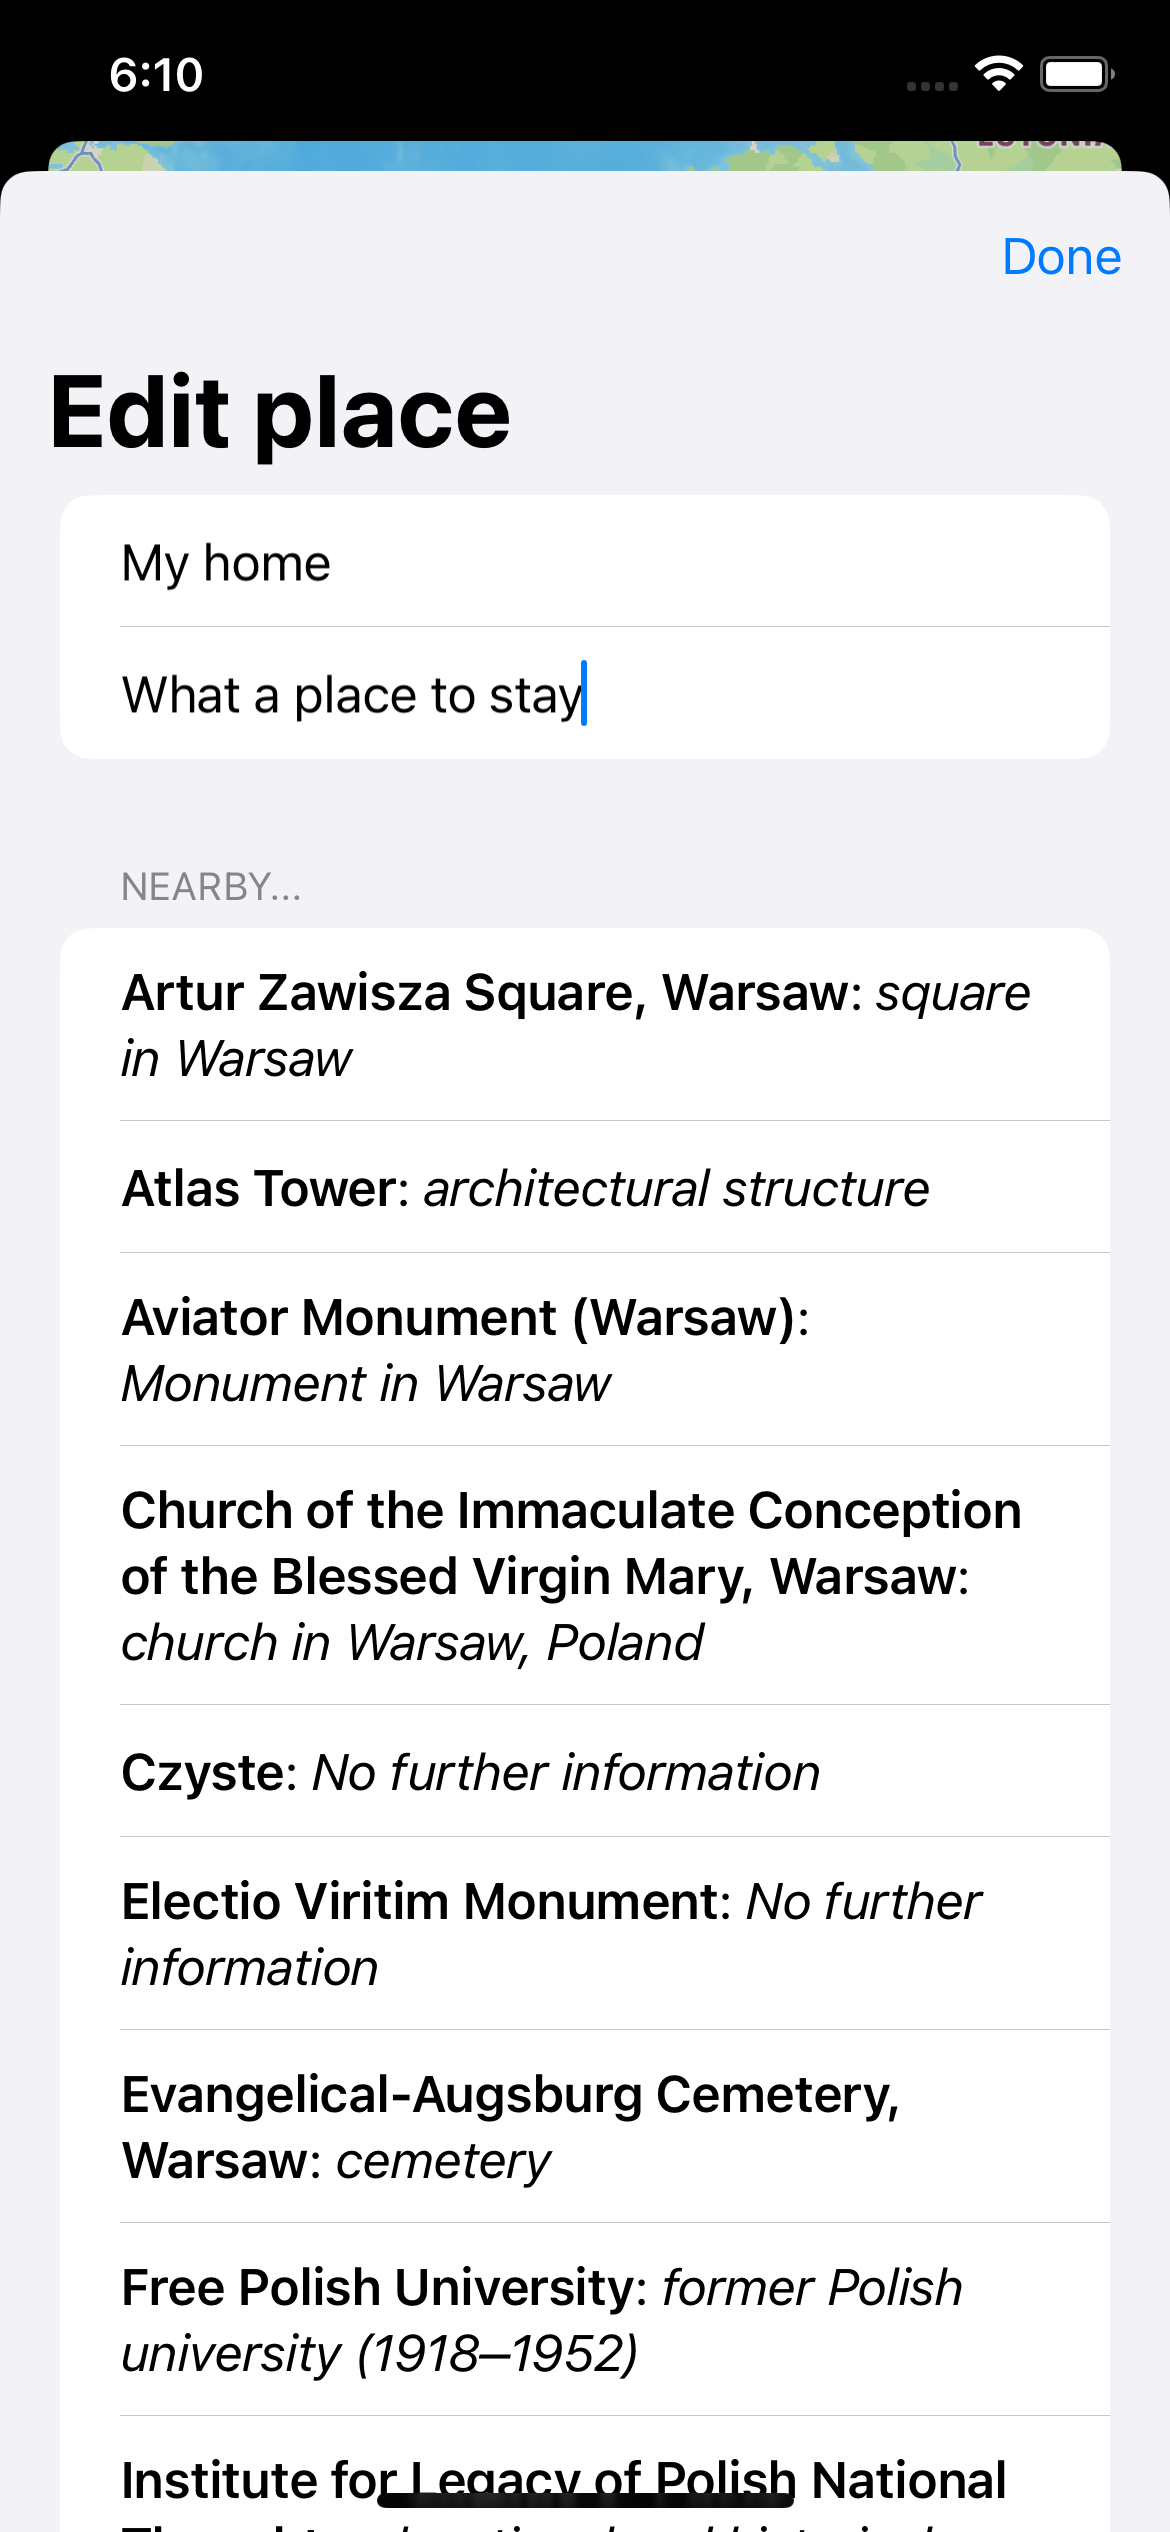 6:10
Done
Edit place
My home
What a place to stay
NEARBY...
Artur Zawisza Square, Warsaw: square
in Warsaw
Atlas Tower: architectural structure
Aviator Monument (Warsaw):
Monument in Warsaw
Church of the Immaculate Conception
of the Blessed Virgin Mary, Warsaw:
church in Warsaw, Poland
Czyste: No further information
Electio Viritim Monument: No further
information
Evangelical-Augsburg Cemetery,
Warsaw: cemetery
Free Polish University: former Polish
university (1918–1952)
Institute for Legacy of Polish National